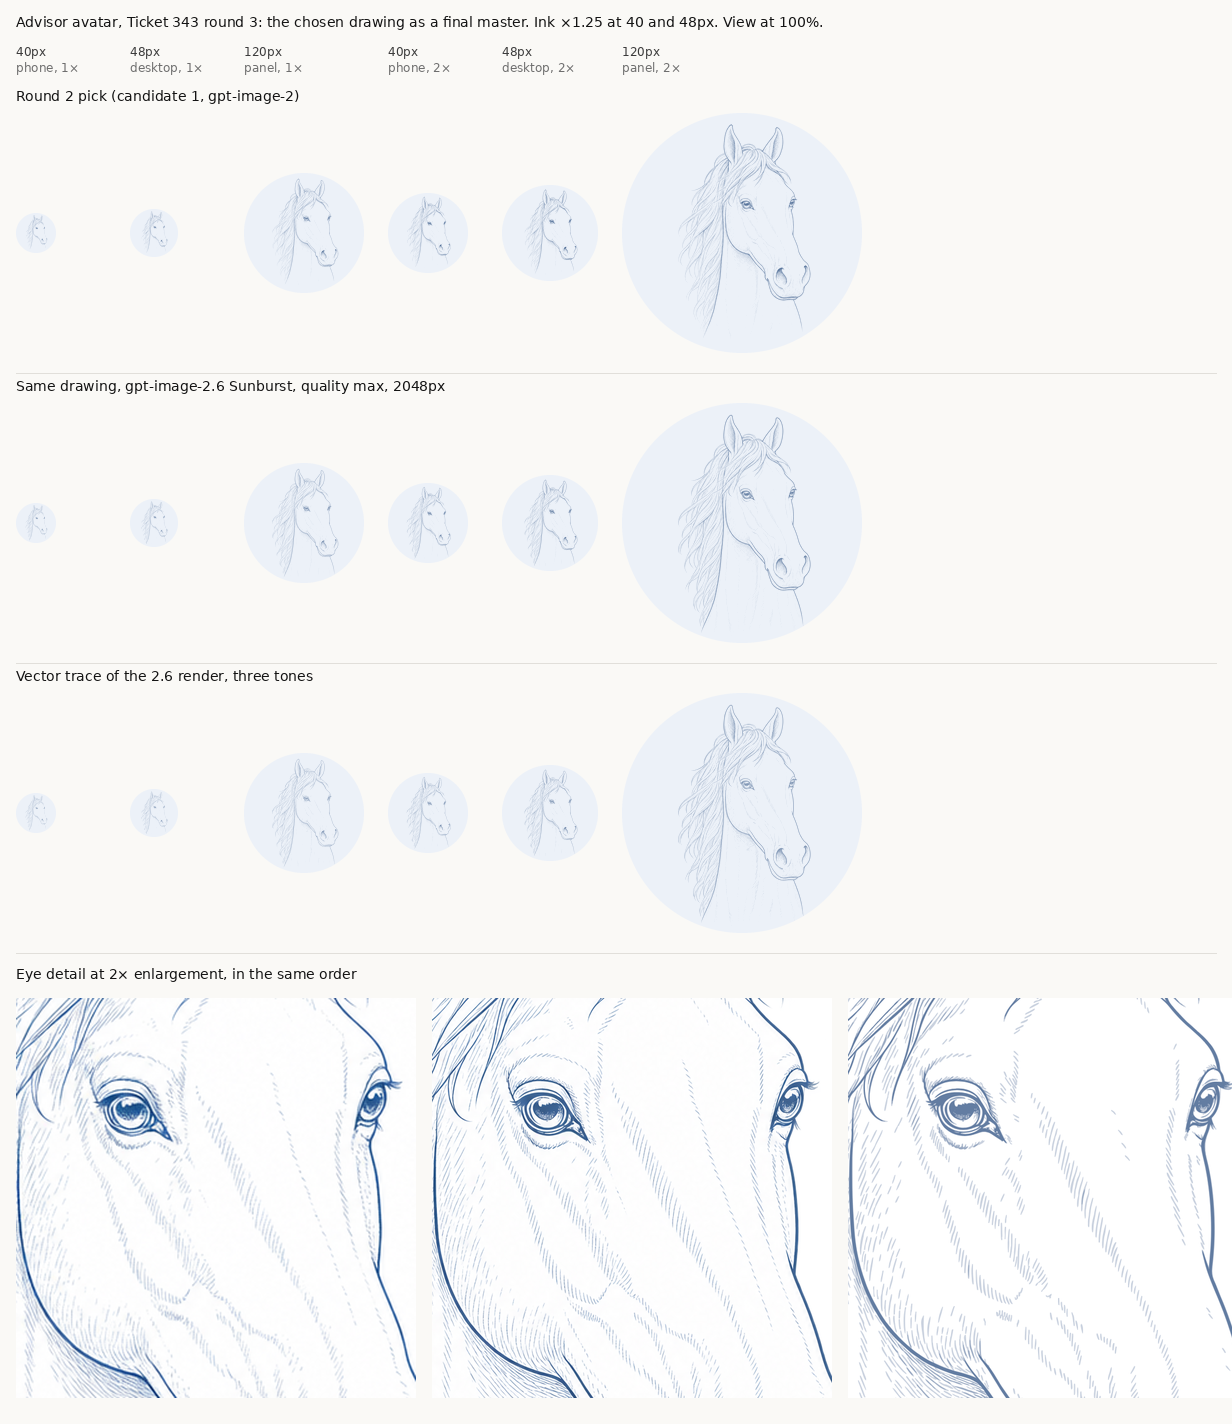 Advisor avatar, Ticket 343 round 3: the chosen drawing as a final master. Ink ×1.25 at 40 and 48px. View at 100%.
40px 48px 120px 40px 48px 120px
phone, 1× desktop, 1× panel, 1× phone, 2× desktop, 2× panel, 2×
Round 2 pick (candidate 1, gpt-image-2)
Same drawing, gpt-image-2.6 Sunburst, quality max, 2048px
Vector trace of the 2.6 render, three tones
Eye detail at 2× enlargement, in the same order